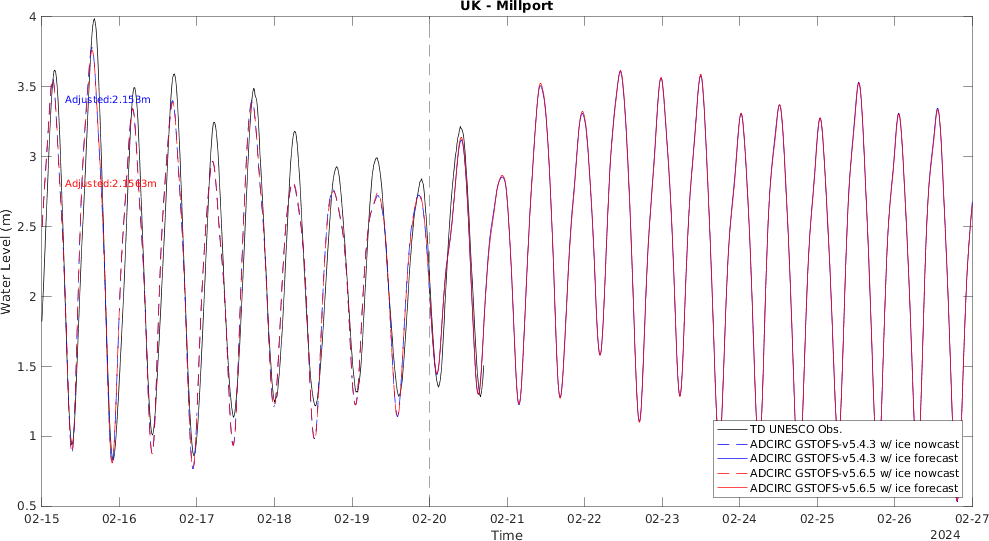 UK - Millport
4
3.5
3
2.5
2
1.5
1
0.5
Water Level (m)
Adjusted:2.153m
Adjusted:2.1563m
TD UNESCO Obs.
ADCIRC GSTOFS-v5.4.3 w/ ice nowcast
ADCIRC GSTOFS-v5.4.3 w/ ice forecast
ADCIRC GSTOFS-v5.6.5 w/ ice nowcast
ADCIRC GSTOFS-v5.6.5 w/ ice forecast
02-15 02-16 02-17 02-18 02-19 02-20 02-21 02-22 02-23 02-24 02-25 02-26 02-27
Time
2024